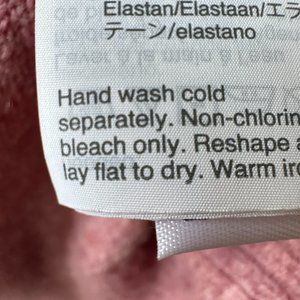 Elastan/Elastaan/エラ
テーン/elastano
Hand wash cold
separately. Non-chlorin
bleach only. Reshape a
lay flat to dry. Warm iro